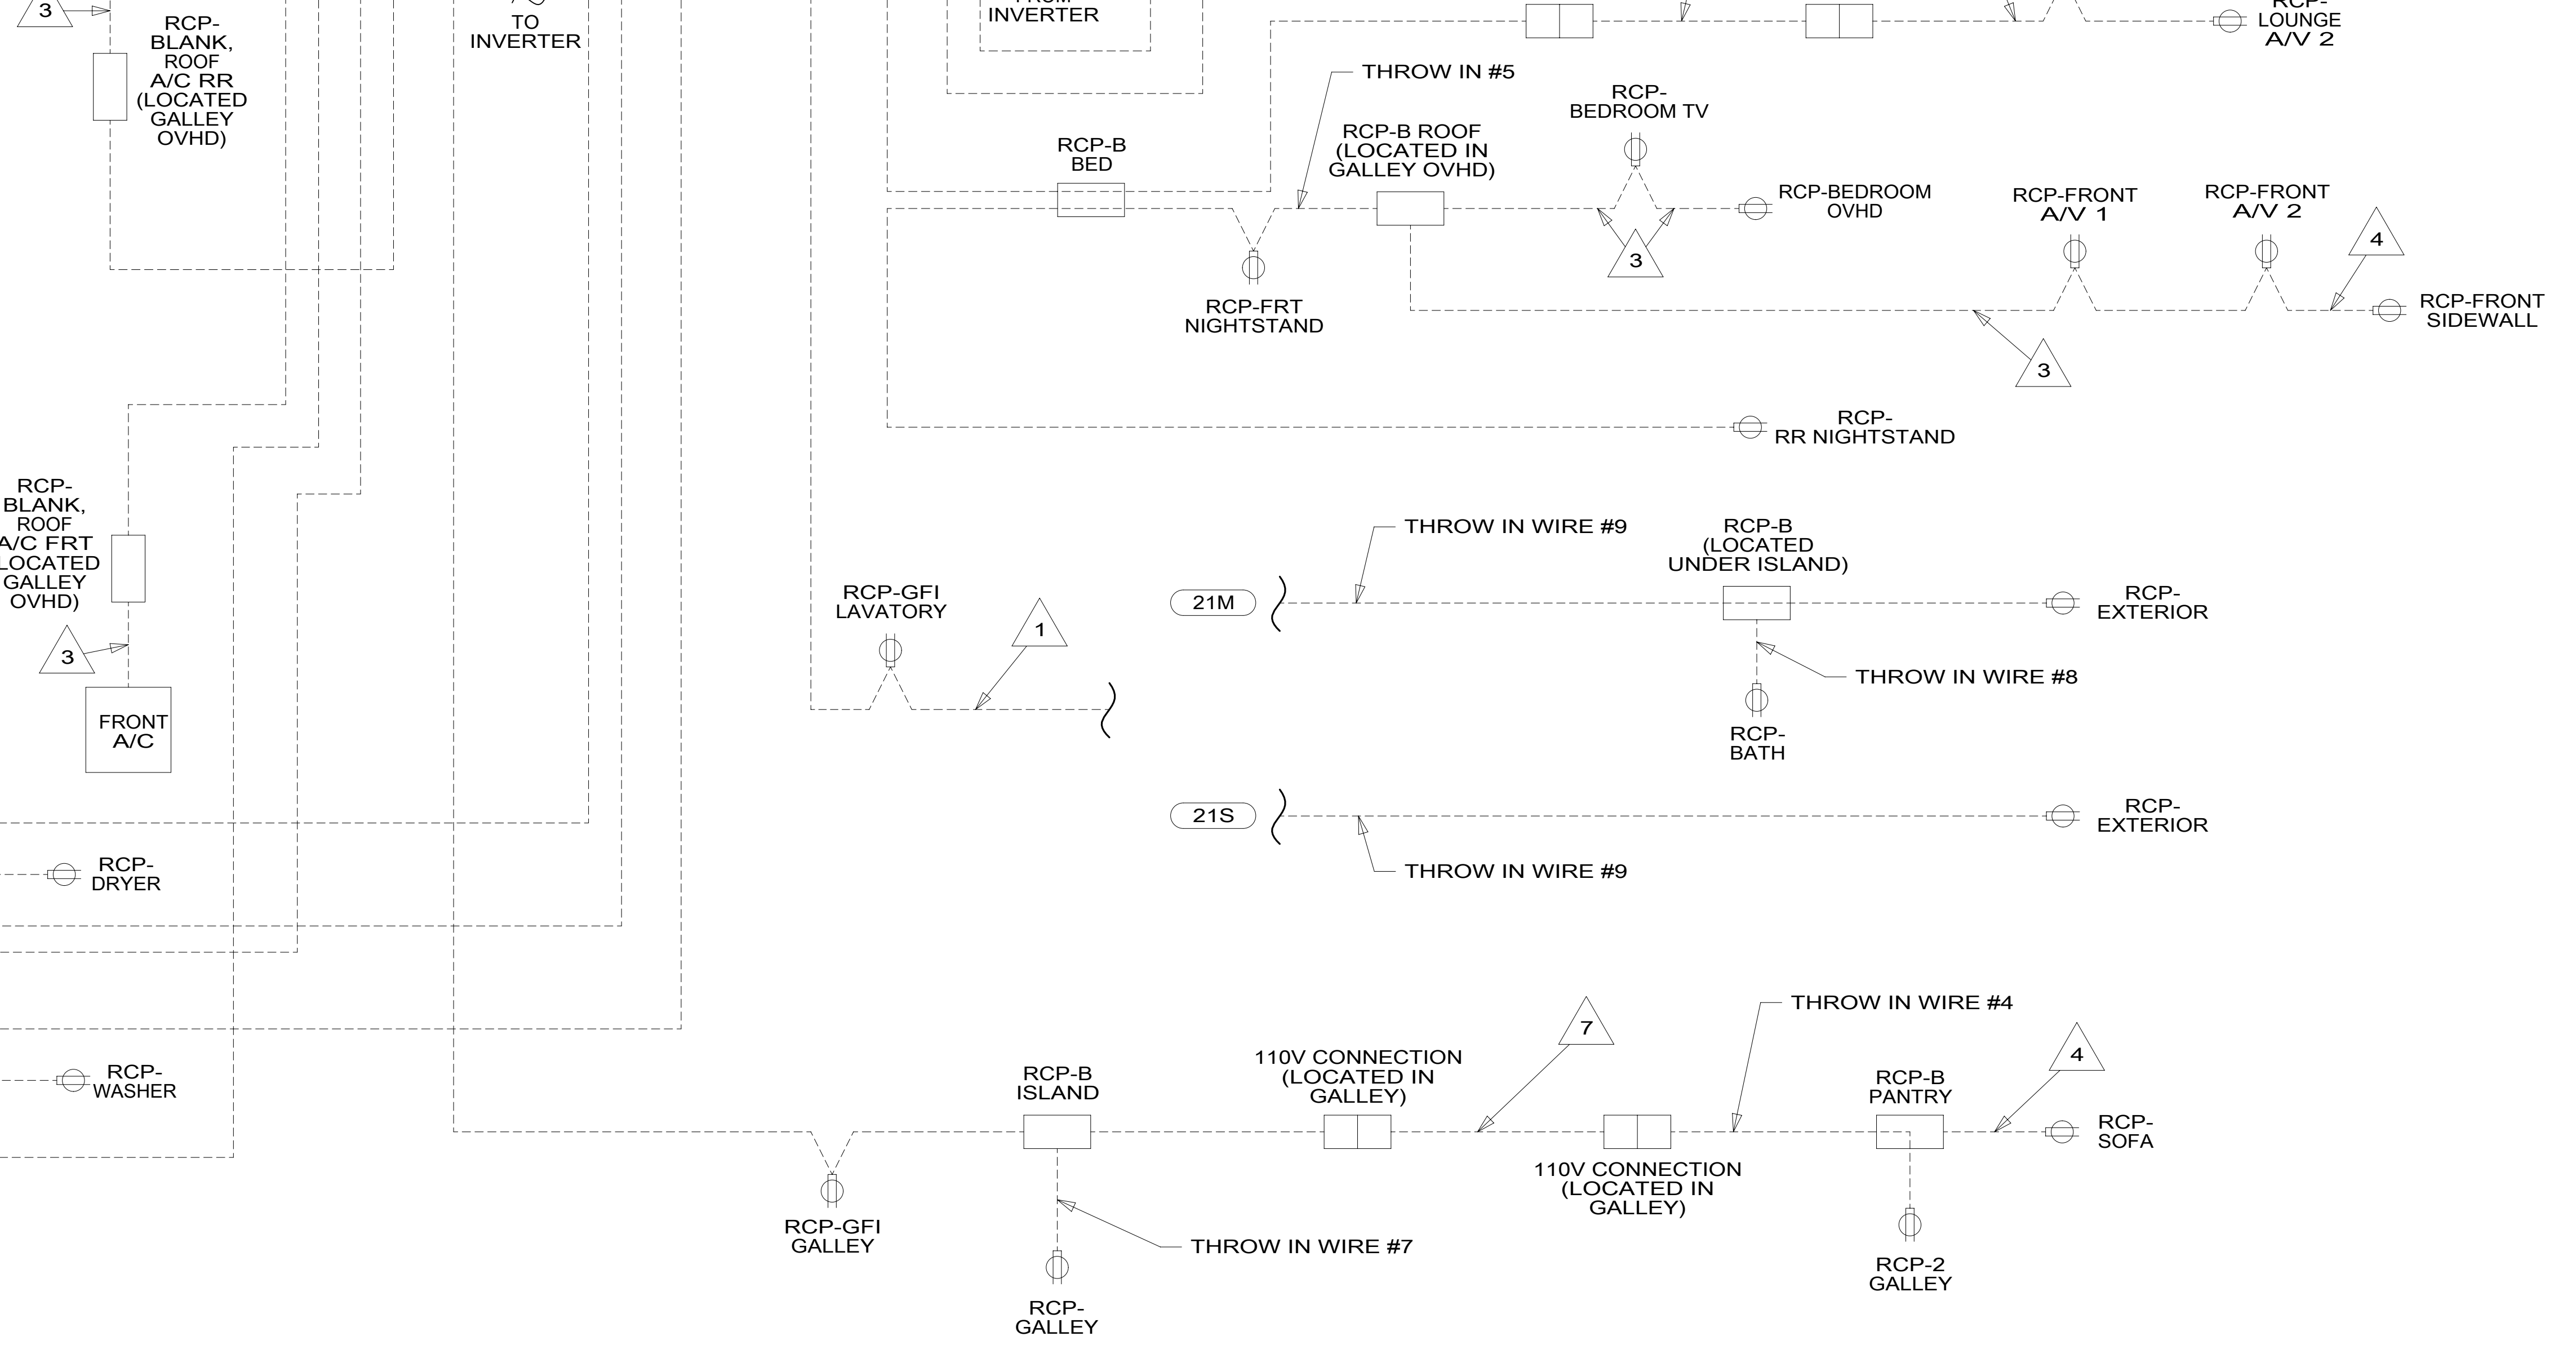 3
RCP-
BLANK,
ROOF
A/C RR
(LOCATED
GALLEY
OVHD)
TO
INVERTER
FROM
INVERTER
RCP-
LOUNGE
A/V 2
THROW IN #5
RCP-
BEDROOM TV
RCP-B ROOF
(LOCATED IN
GALLEY OVHD)
RCP-B
BED
RCP-BEDROOM
OVHD
RCP-FRONT
A/V 1
RCP-FRONT
A/V 2
4
3
RCP-FRT
NIGHTSTAND
RCP-FRONT
SIDEWALL
3
RCP-
RR NIGHTSTAND
RCP-
BLANK,
ROOF
A/C FRT
LOCATED
GALLEY
OVHD)
3
FRONT
A/C
THROW IN WIRE #9
RCP-B
(LOCATED
UNDER ISLAND)
RCP-GFI
LAVATORY
1
21M
RCP-
EXTERIOR
THROW IN WIRE #8
RCP-
BATH
21S
RCP-
EXTERIOR
THROW IN WIRE #9
RCP-
DRYER
RCP-
WASHER
THROW IN WIRE #4
7
4
110V CONNECTION
(LOCATED IN
GALLEY)
RCP-B
ISLAND
RCP-B
PANTRY
RCP-
SOFA
110V CONNECTION
(LOCATED IN
GALLEY)
RCP-GFI
GALLEY
THROW IN WIRE #7
RCP-2
GALLEY
RCP-
GALLEY